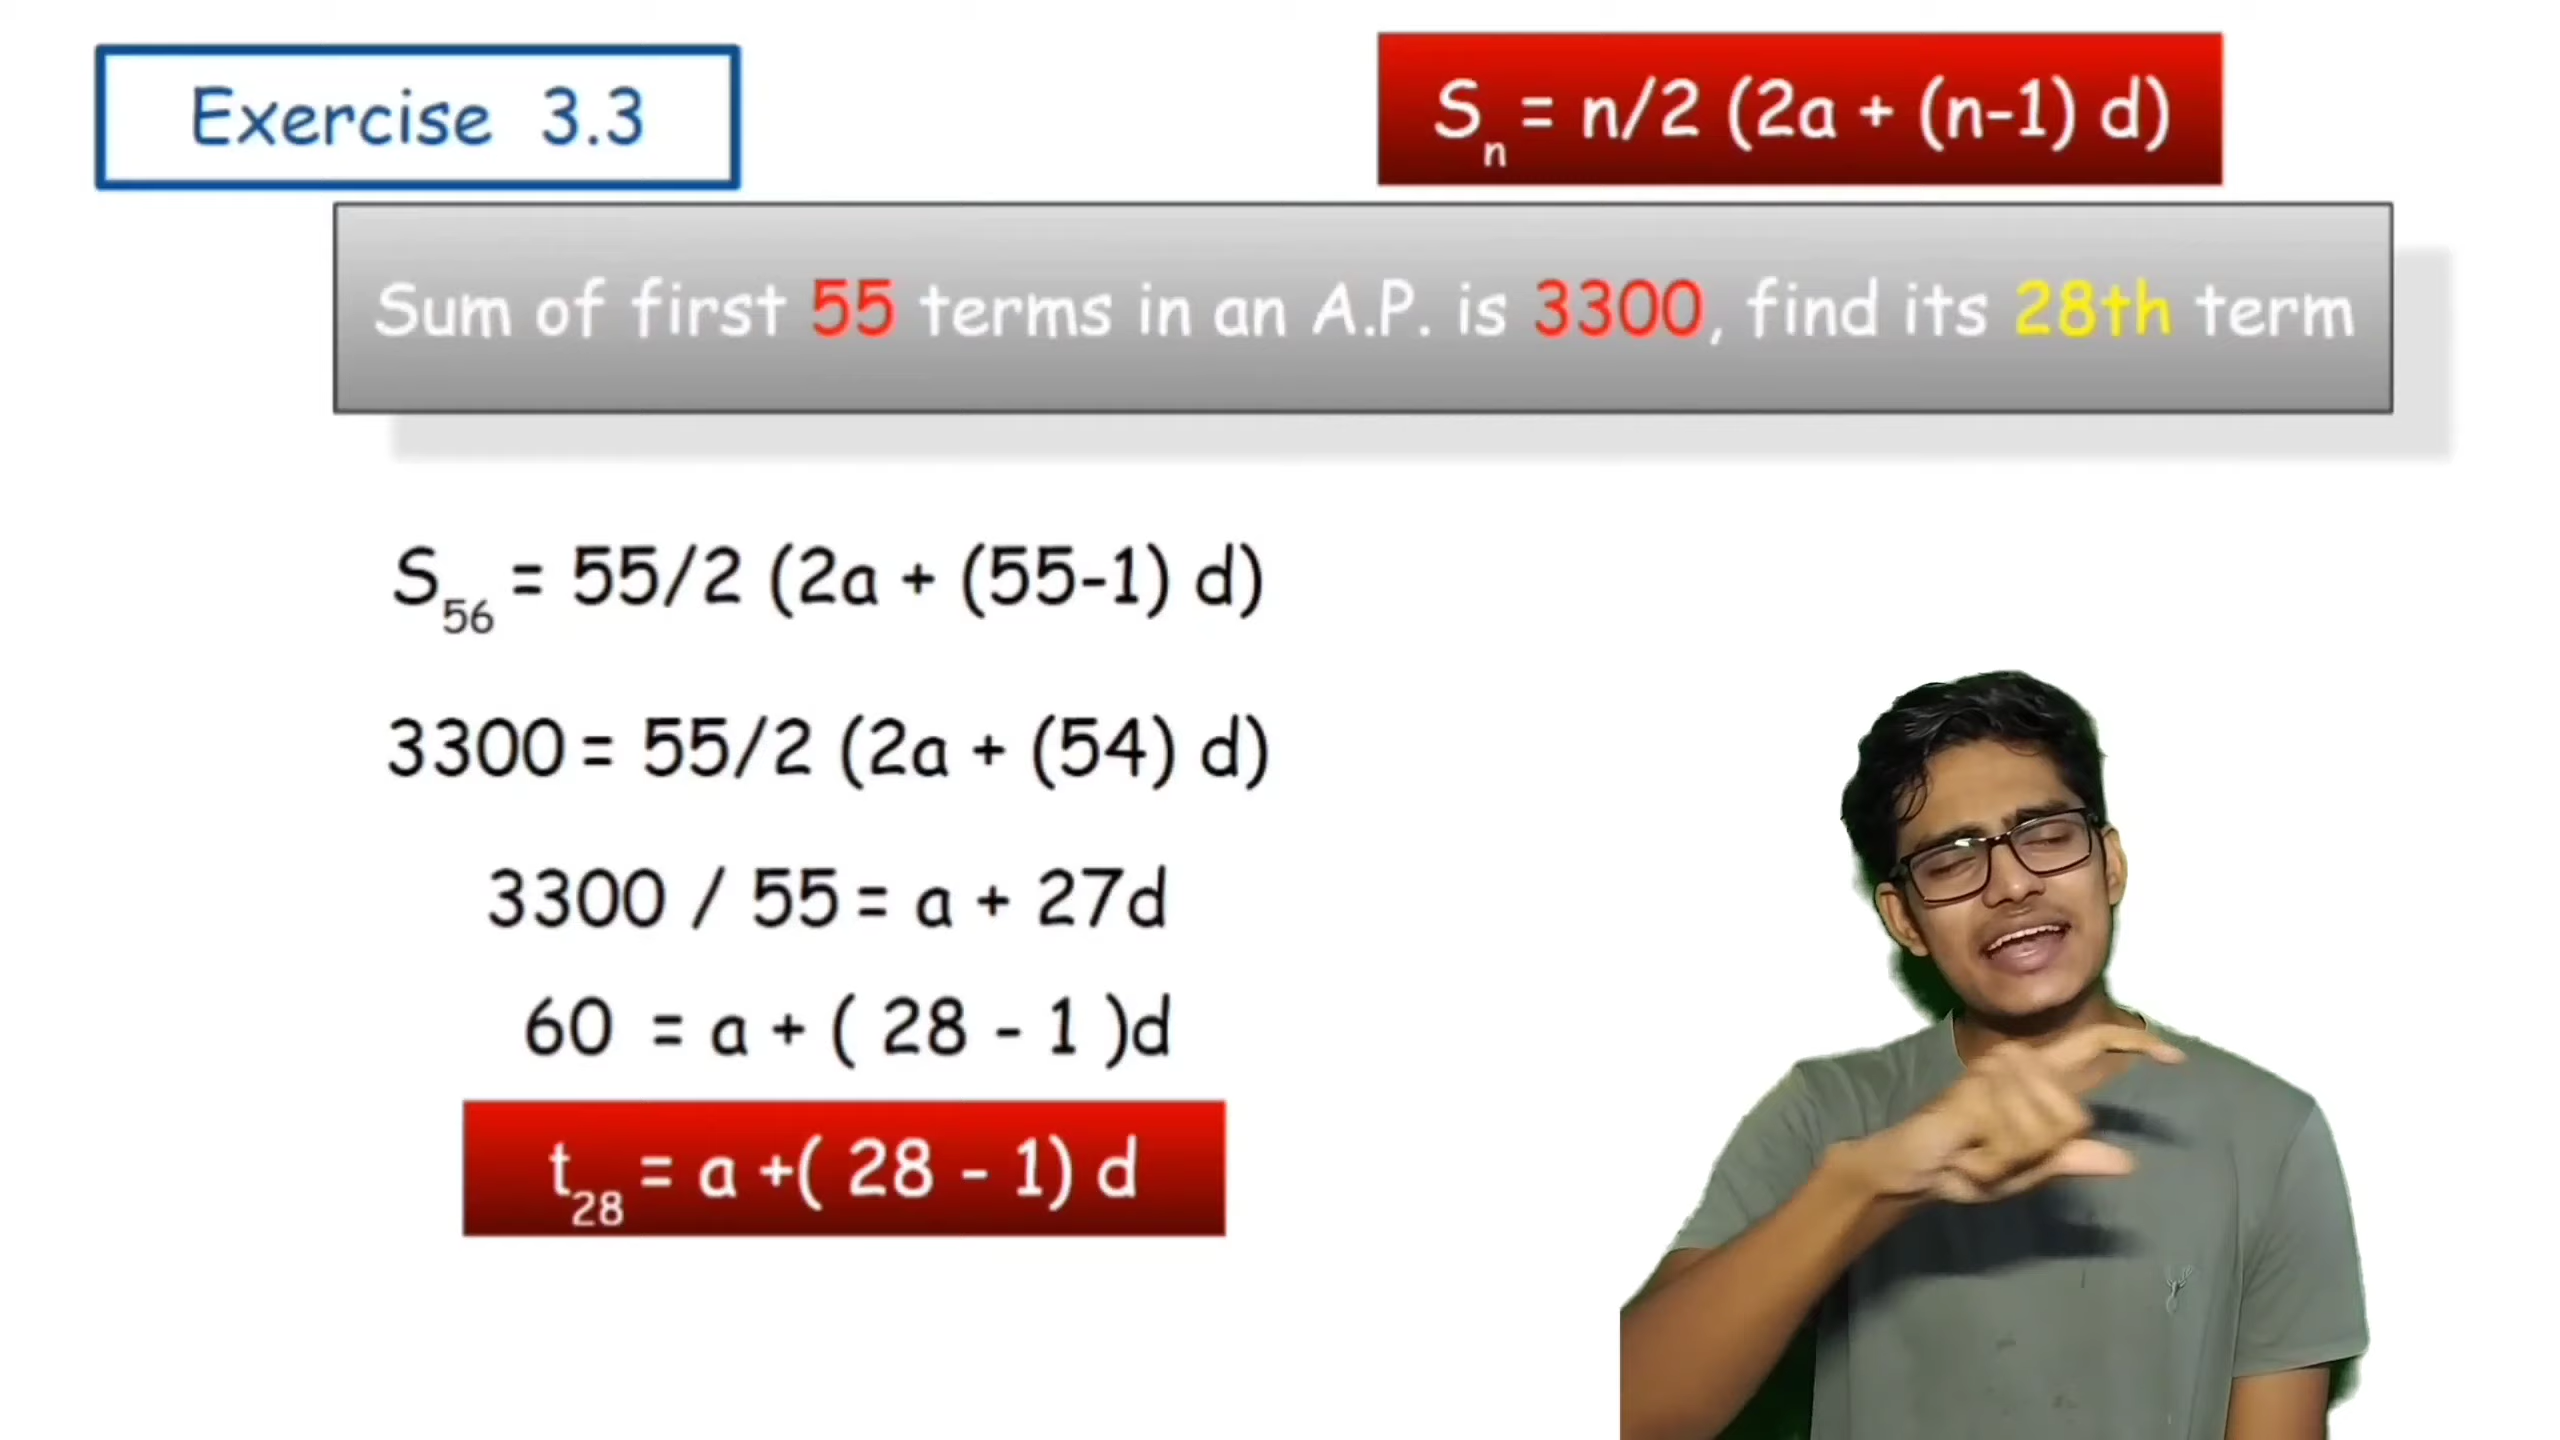 Exercise 3.3
Sₙ = n/2 (2a + (n-1) d)
Sum of first 55 terms in an A.P. is 3300, find its 28th term
S₅₆ = 55/2 (2a + (55-1) d)
3300 = 55/2 (2a + (54) d)
3300 / 55 = a + 27d
60 = a + ( 28 - 1 )d
t₂₈ = a +( 28 - 1) d